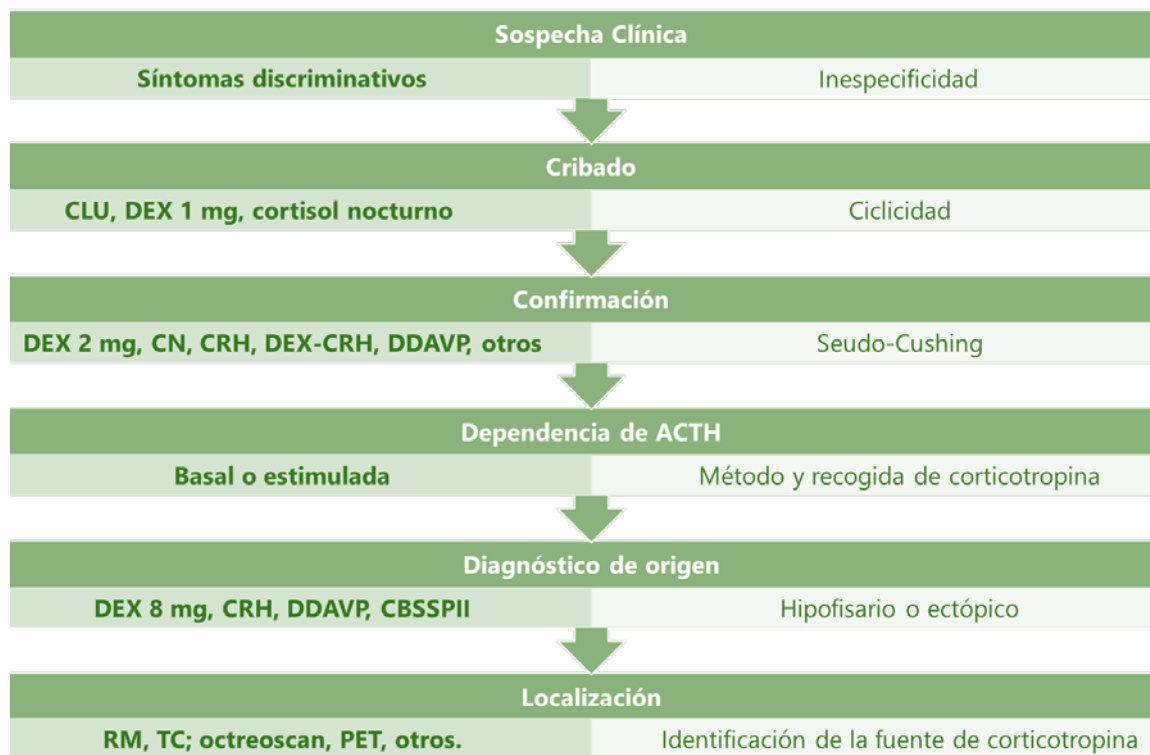 Sospecha Clínica
Síntomas discriminativos
Inespecificidad
Cribado
CLU, DEX 1 mg, cortisol nocturno
Ciclicidad
Confirmación
DEX 2 mg, CN, CRH, DEX-CRH, DDAVP, otros
Seudo-Cushing
Dependencia de ACTH
Basal o estimulada
Método y recogida de corticotropina
Diagnóstico de origen
DEX 8 mg, CRH, DDAVP, CBSSPII
Hipofisario o ectópico
Localización
RM, TC; octreoscan, PET, otros.
Identificación de la fuente de corticotropina